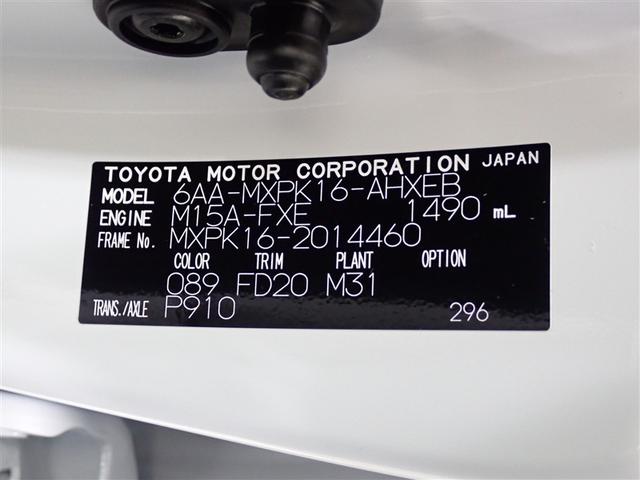 TOYOTA MOTOR CORPORATION JAPAN
MODEL 6AA-MXPK16-AHXEB
ENGINE M15A-FXE 1490 mL
FRAME No. MXPK16-2014460
COLOR TRIM PLANT OPTION
089 FD20 M31
TRANS./AXLE P910 296